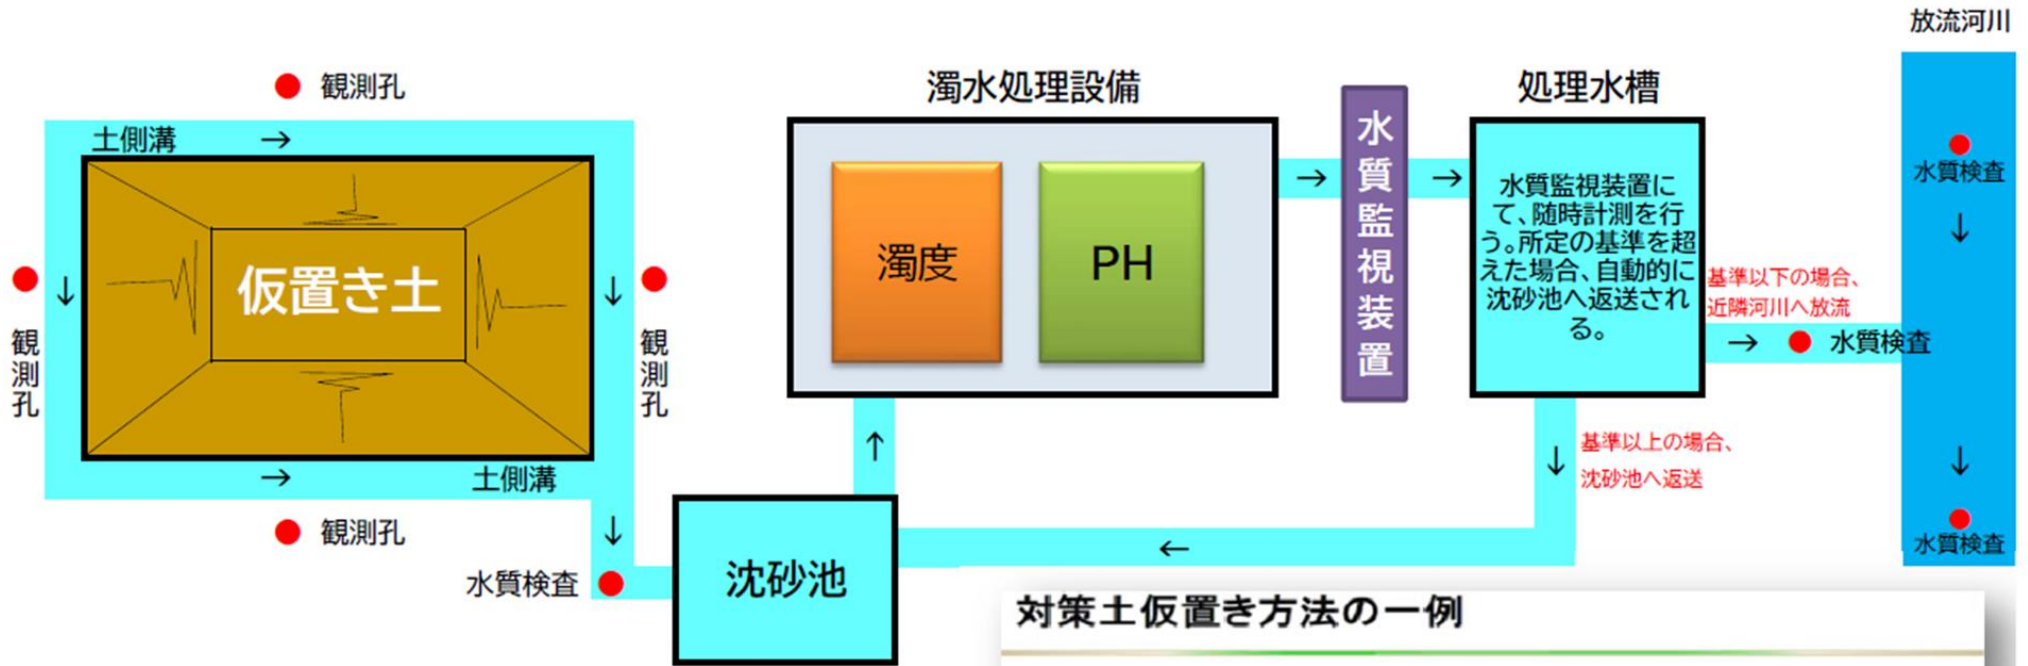 放流河川
観測孔
土側溝
→
濁水処理設備
処理水槽
水質監視装置
水質検査
↓
仮置き土
↓
↓
観測孔
観測孔
濁度
PH
→
→
水質監視装置にて、随時計測を行う。所定の基準を超えた場合、自動的に沈砂池へ返送される。
基準以下の場合、
近隣河川へ放流
→
水質検査
→
土側溝
観測孔
↓
水質検査
沈砂池
↑
←
↓
基準以上の場合、
沈砂池へ返送
↓
水質検査
対策土仮置き方法の一例